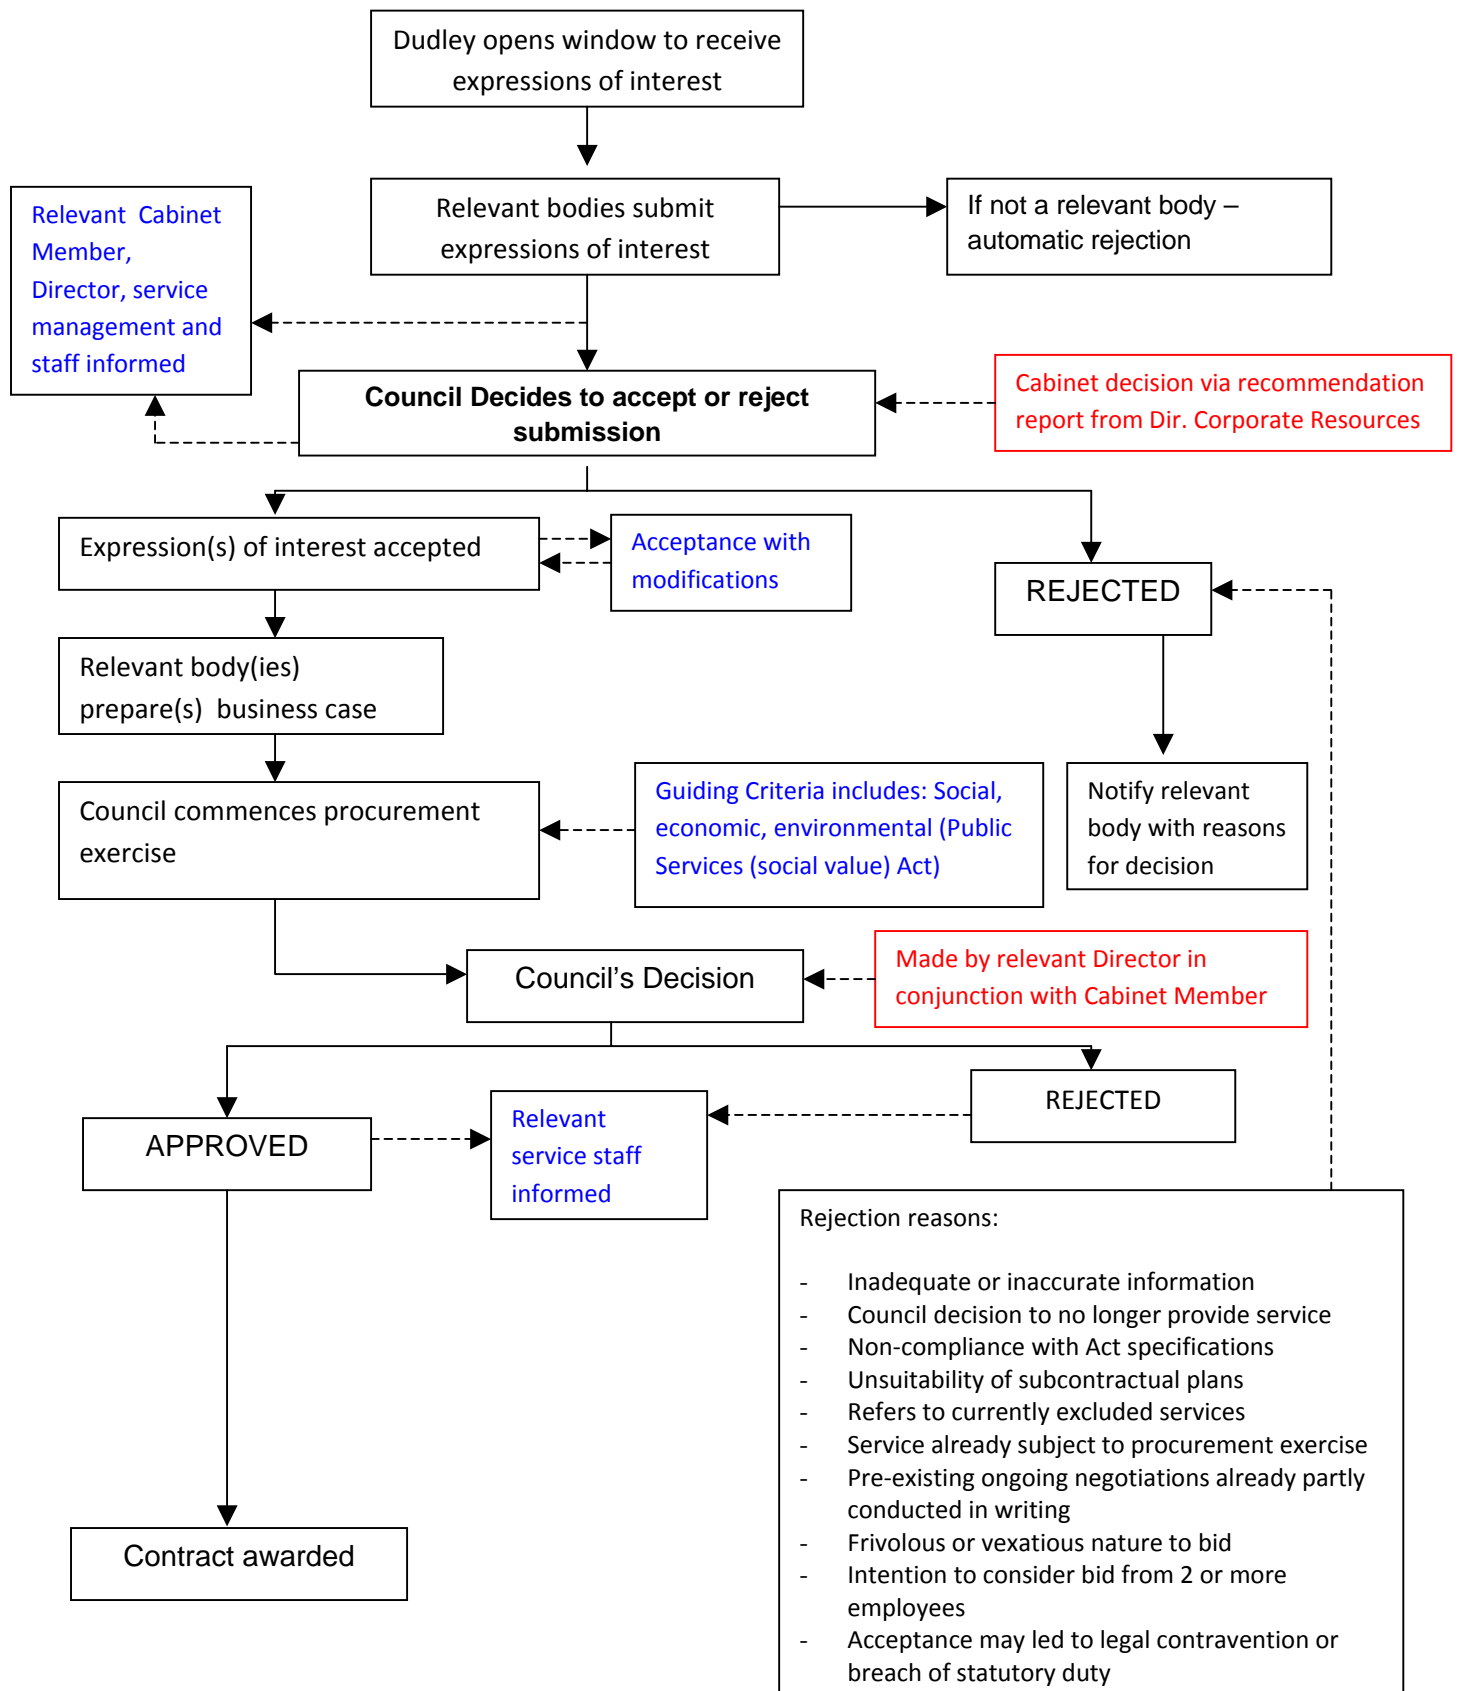 Dudley opens window to receive
expressions of interest
Relevant bodies submit
expressions of interest
If not a relevant body –
automatic rejection
Relevant  Cabinet
Member,
Director, service
management and
staff informed
Council Decides to accept or reject
submission
Cabinet decision via recommendation
report from Dir. Corporate Resources
Expression(s) of interest accepted
Acceptance with
modifications
REJECTED
Relevant body(ies)
prepare(s)  business case
Council commences procurement
exercise
Guiding Criteria includes: Social,
economic, environmental (Public
Services (social value) Act)
Notify relevant
body with reasons
for decision
Council’s Decision
Made by relevant Director in
conjunction with Cabinet Member
APPROVED
Relevant
service staff
informed
REJECTED
Contract awarded
Rejection reasons:
- Inadequate or inaccurate information
- Council decision to no longer provide service
- Non-compliance with Act specifications
- Unsuitability of subcontractual plans
- Refers to currently excluded services
- Service already subject to procurement exercise
- Pre-existing ongoing negotiations already partly
conducted in writing
- Frivolous or vexatious nature to bid
- Intention to consider bid from 2 or more
employees
- Acceptance may led to legal contravention or
breach of statutory duty